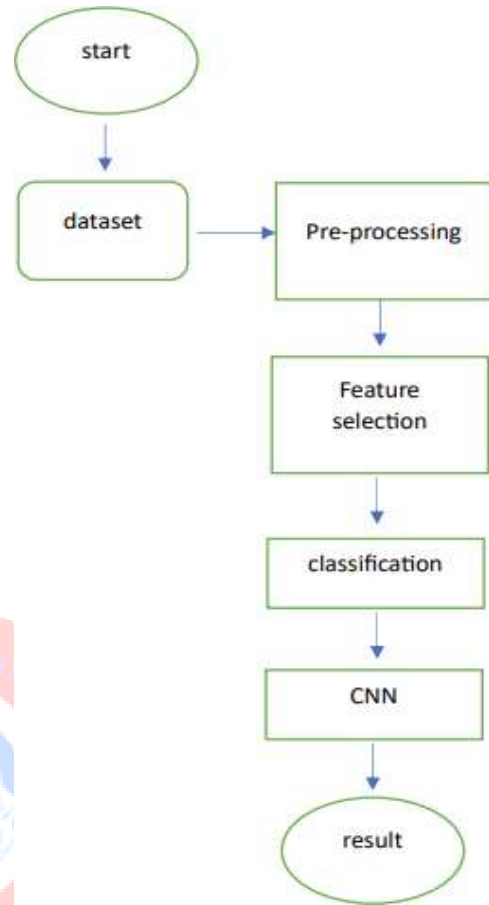 start
dataset
Pre-processing
Feature
selection
classification
CNN
result